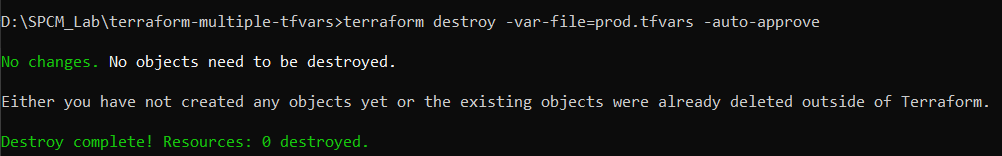 D:\SPCM_Lab\terraform-multiple-tfvars>terraform destroy -var-file=prod.tfvars -auto-approve
No changes. No objects need to be destroyed.
Either you have not created any objects yet or the existing objects were already deleted outside of Terraform.
Destroy complete! Resources: 0 destroyed.